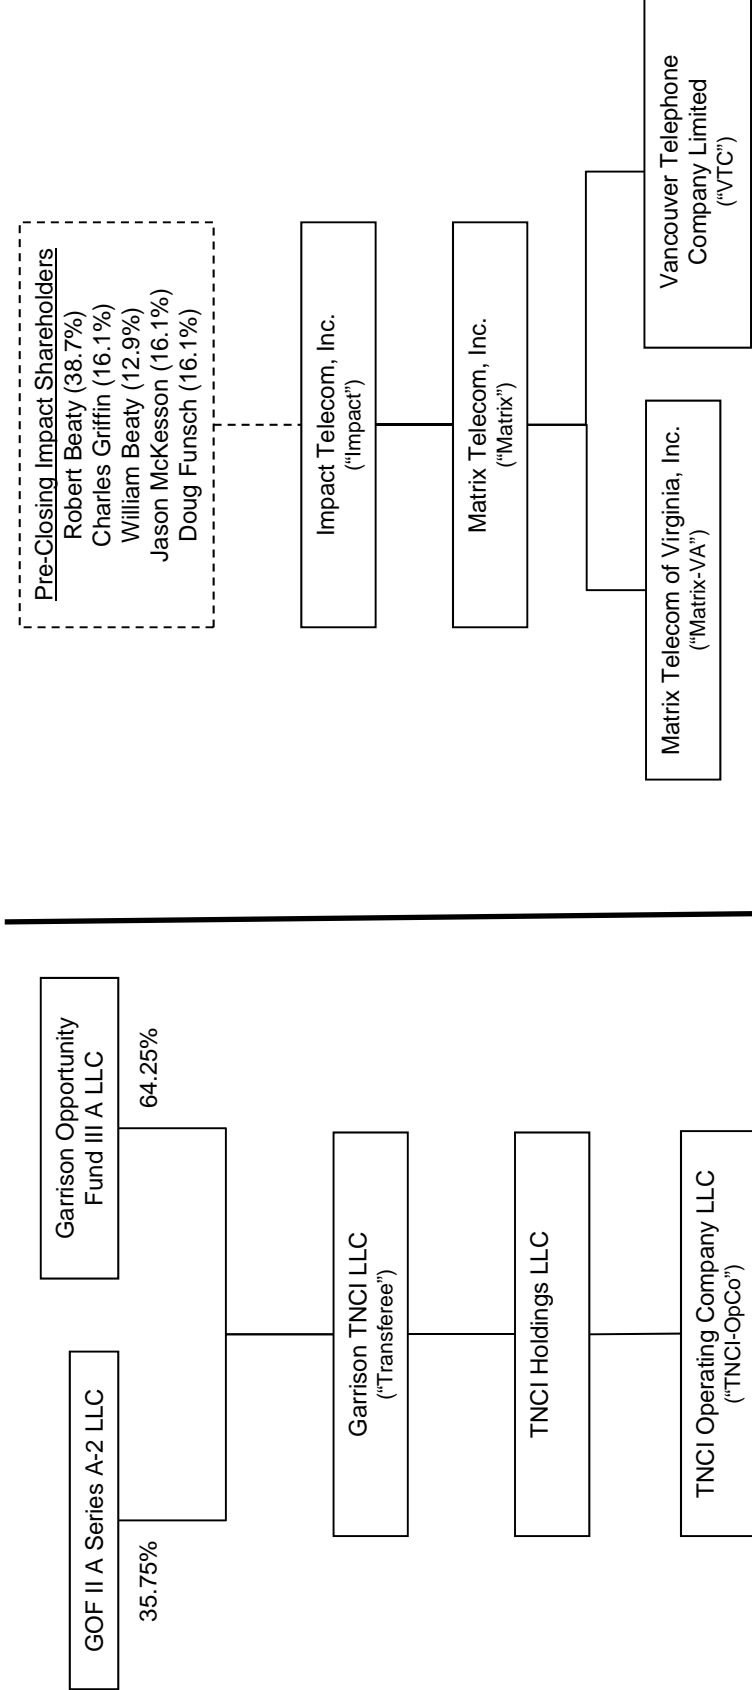 GOF II A Series A-2 LLC
Garrison Opportunity
Fund III A LLC
35.75%
64.25%
Garrison TNCI LLC
(“Transferee”)
TNCI Holdings LLC
TNCI Operating Company LLC
(“TNCI-OpCo”)
Pre-Closing Impact Shareholders
Robert Beaty (38.7%)
Charles Griffin (16.1%)
William Beaty (12.9%)
Jason McKesson (16.1%)
Doug Funsch (16.1%)
Impact Telecom, Inc.
(“Impact”)
Matrix Telecom, Inc.
(“Matrix”)
Matrix Telecom of Virginia, Inc.
(“Matrix-VA”)
Vancouver Telephone
Company Limited
(“VTC”)